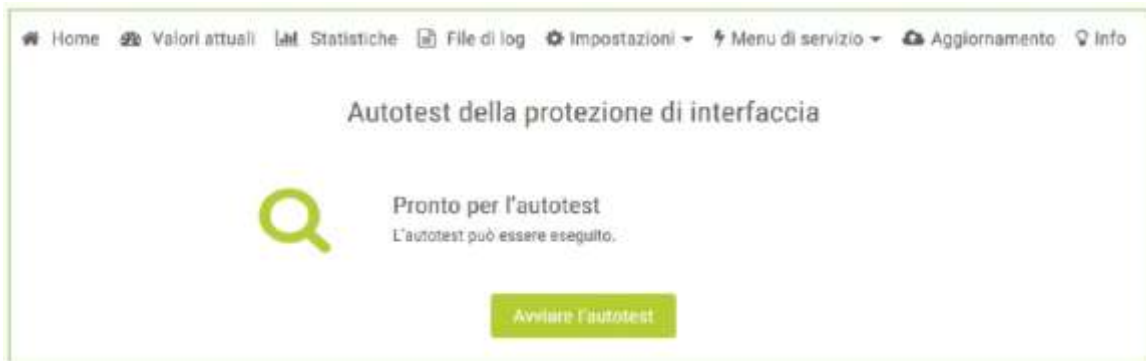 Home Valori attuali Statistiche File di log Impostazioni Menu di servizio Aggiornamento Info
Autotest della protezione di interfaccia
Pronto per l'autotest
L'autotest può essere eseguito.
Avviare l'autotest